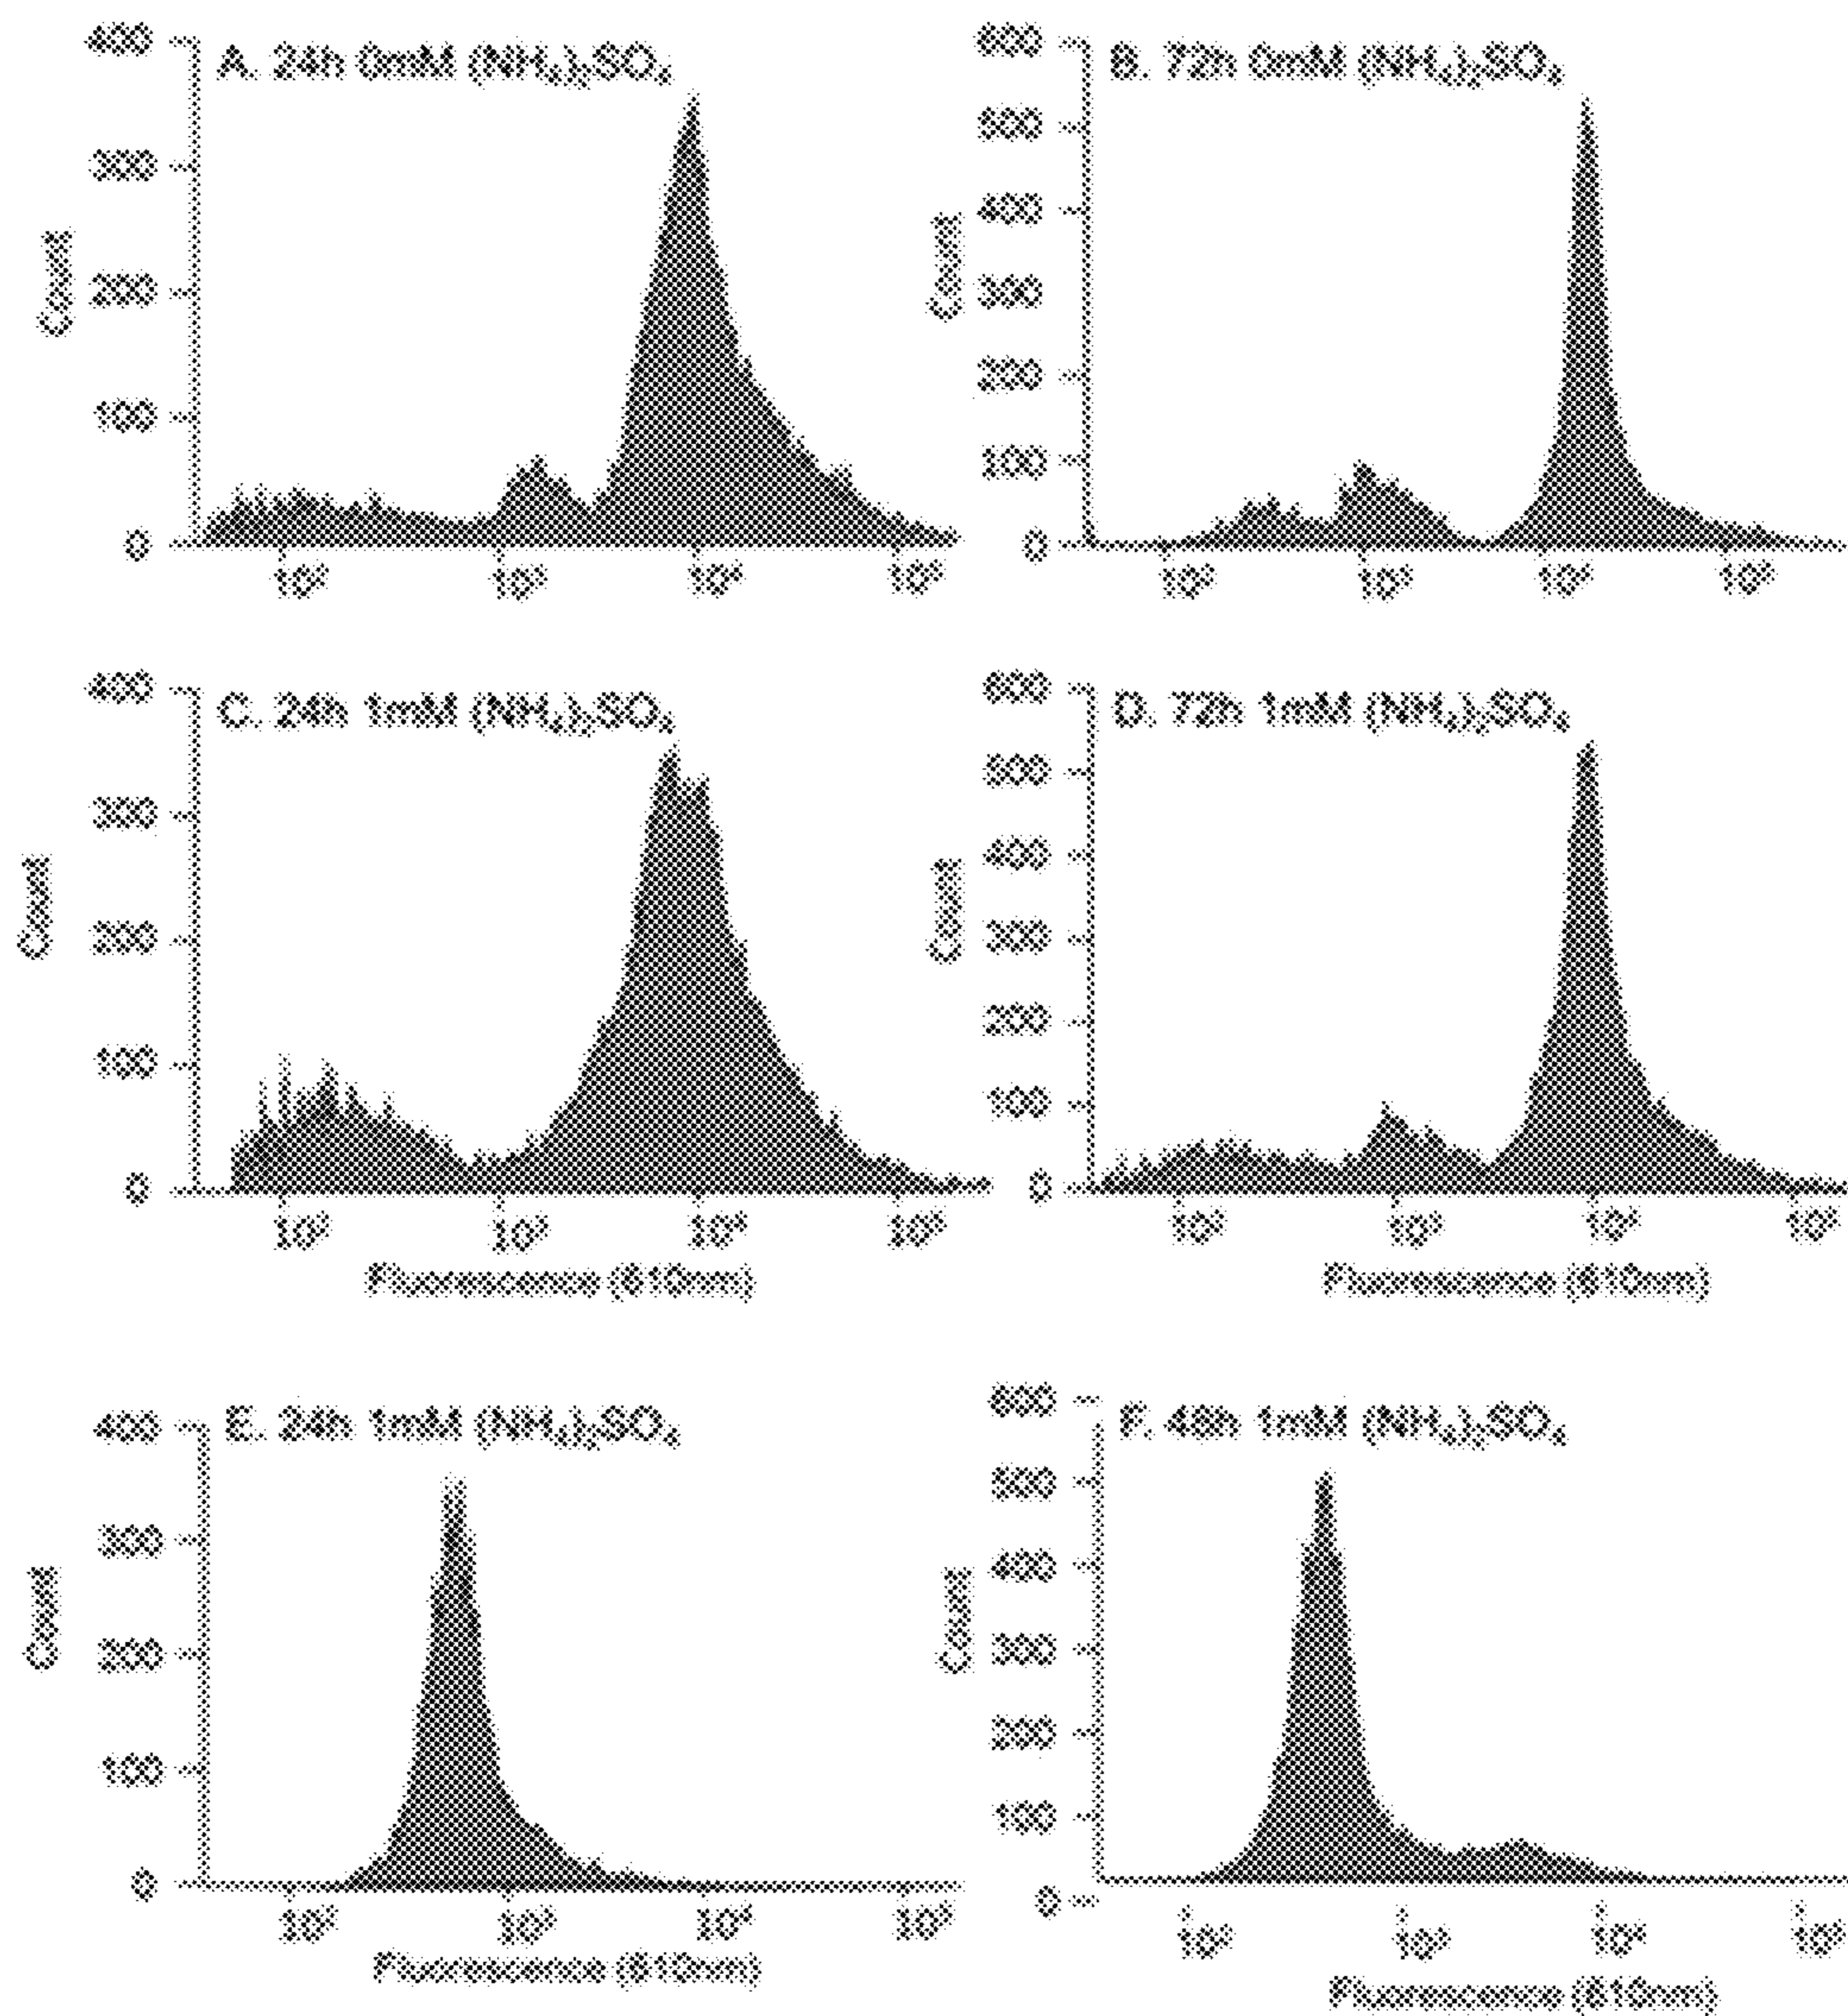 A. 24h 0mM (NH₄)₂SO₄
400
300
200
100
0
Count
10² 10³ 10⁴ 10⁵
B. 72h 0mM (NH₄)₂SO₄
600
500
400
300
200
100
0
Count
10² 10³ 10⁴ 10⁵
C. 24h 1mM (NH₄)₂SO₄
400
300
200
100
0
Count
10² 10³ 10⁴ 10⁵
Fluorescence (610nm)
D. 72h 1mM (NH₄)₂SO₄
600
500
400
300
200
100
0
Count
10² 10³ 10⁴ 10⁵
Fluorescence (610nm)
E. 24h 1mM (NH₄)₂SO₄
400
300
200
100
0
Count
10² 10³ 10⁴ 10⁵
Fluorescence (610nm)
F. 48h 1mM (NH₄)₂SO₄
600
500
400
300
200
100
0
Count
10² 10³ 10⁴ 10⁵
Fluorescence (610nm)